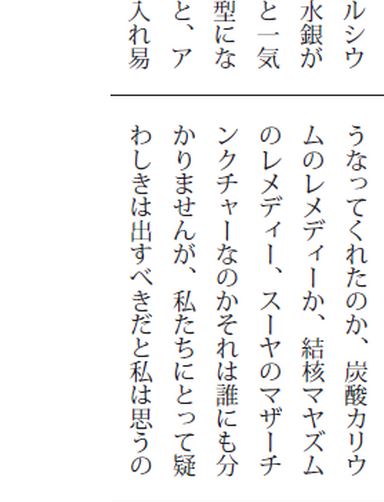 ルシウ
水銀が
と一気
型にな
と、ア
入れ易
うなってくれたのか、炭酸カリウ
ムのレメディーか、結核マヤズム
のレメディー、スーヤのマザーチ
ンクチャーなのかそれは誰にも分
かりませんが、私たちにとって疑
わしきは出すべきだと私は思うの